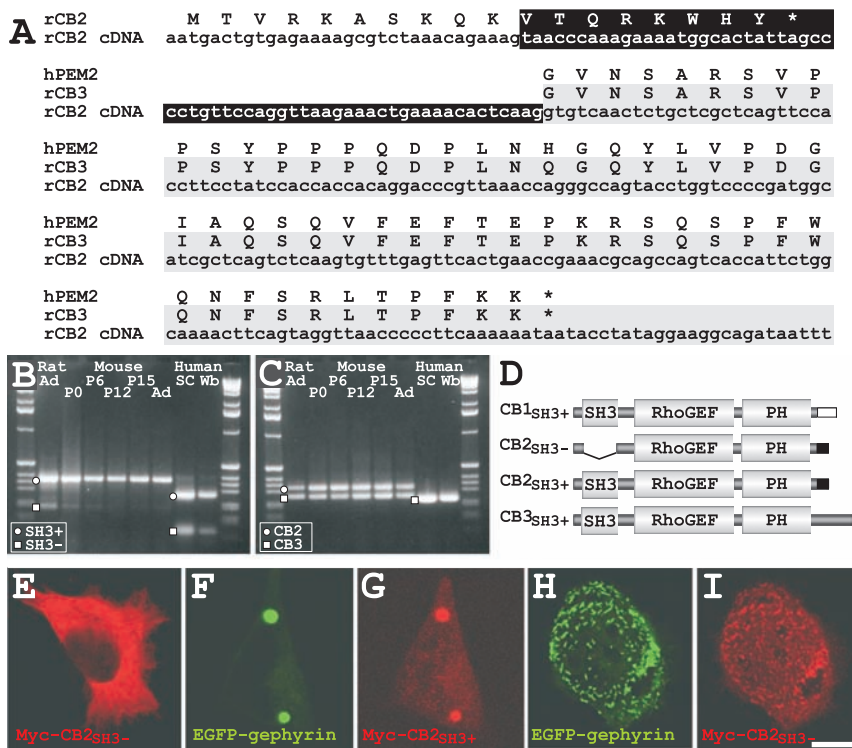 A
rCB2 M T V R K A S K Q K V T Q R K W H Y *
rCB2 cDNA aatgactgtgagaaaagcgtctaaacagaaagtaacccaaagaaaatggcactattagcc
hPEM2 G V N S A R S V P
rCB3 G V N S A R S V P
rCB2 cDNA cctgttccaggttaagaaactgaaaacactcaaggtgtcaactctgctcgctcagttcca
hPEM2 P S Y P P P Q D P L N H G Q Y L V P D G
rCB3 P S Y P P P Q D P L N Q G Q Y L V P D G
rCB2 cDNA ccttcctatccaccaccacaggacccgttaaaccagggccagtacctggtccccgatggc
hPEM2 I A Q S Q V F E F T E P K R S Q S P F W
rCB3 I A Q S Q V F E F T E P K R S Q S P F W
rCB2 cDNA atcgctcagtctcaagtgtttgagttcactgaaccgaaacgcagccagtcaccattctgg
hPEM2 Q N F S R L T P F K K *
rCB3 Q N F S R L T P F K K *
rCB2 cDNA caaaacttcagtaggttaacccccttcaaaaaataatacctataggaaggcagataattt
B
Rat Mouse Human
Ad P6 P15 SC Wb
P0 P12 Ad
SH3+
SH3-
C
Rat Mouse Human
Ad P6 P15 SC Wb
P0 P12 Ad
CB2
CB3
D
CB1SH3+ SH3 RhoGEF PH
CB2SH3- RhoGEF PH
CB2SH3+ SH3 RhoGEF PH
CB3SH3+ SH3 RhoGEF PH
E
Myc-CB2SH3-
F
EGFP-gephyrin
G
Myc-CB2SH3+
H
EGFP-gephyrin
I
Myc-CB2SH3-